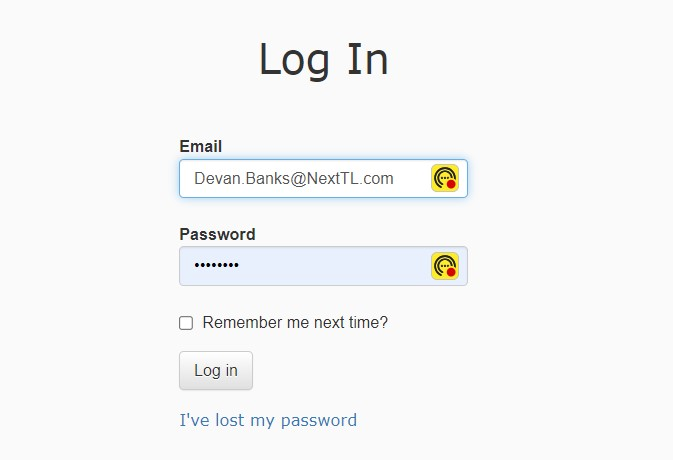 Log In
Email
Devan.Banks@NextTL.com
Password
••••••••
Remember me next time?
Log in
I've lost my password